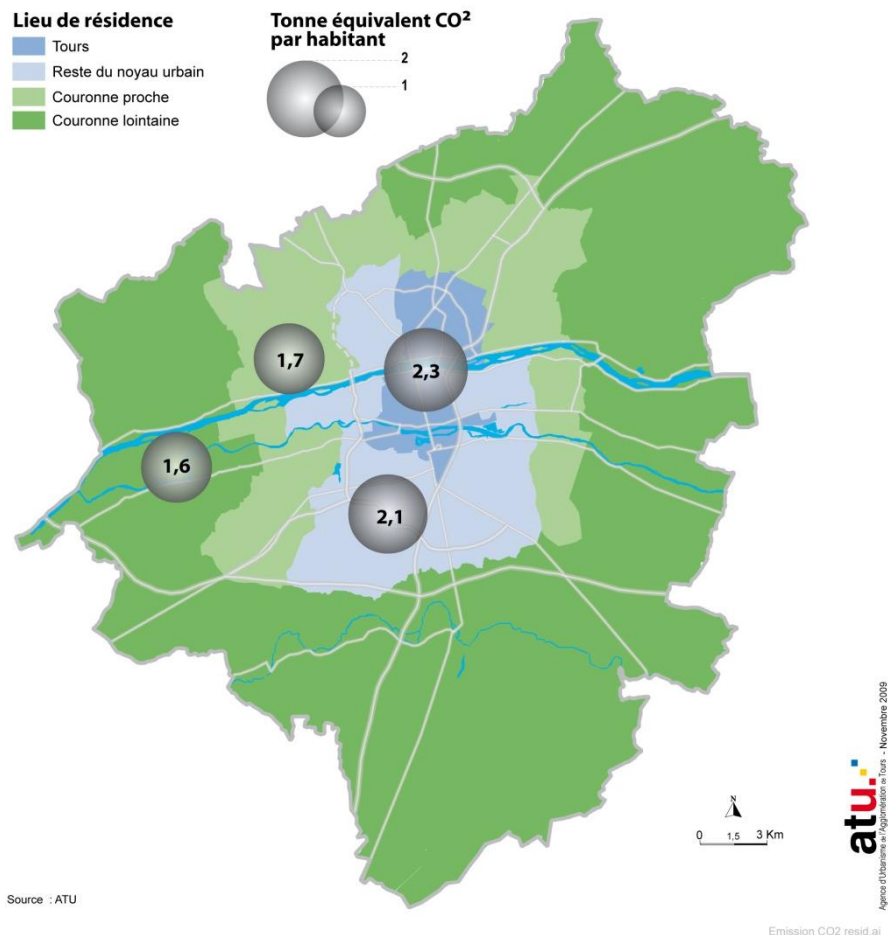 Lieu de résidence
Tours
Reste du noyau urbain
Couronne proche
Couronne lointaine
Tonne équivalent CO²
par habitant
2
1
1,7
2,3
1,6
2,1
N
0 1,5 3 Km
atu.
Agence d'Urbanisme de l'Agglomération de Tours - Novembre 2009
Source : ATU
Emission CO2 resid.ai